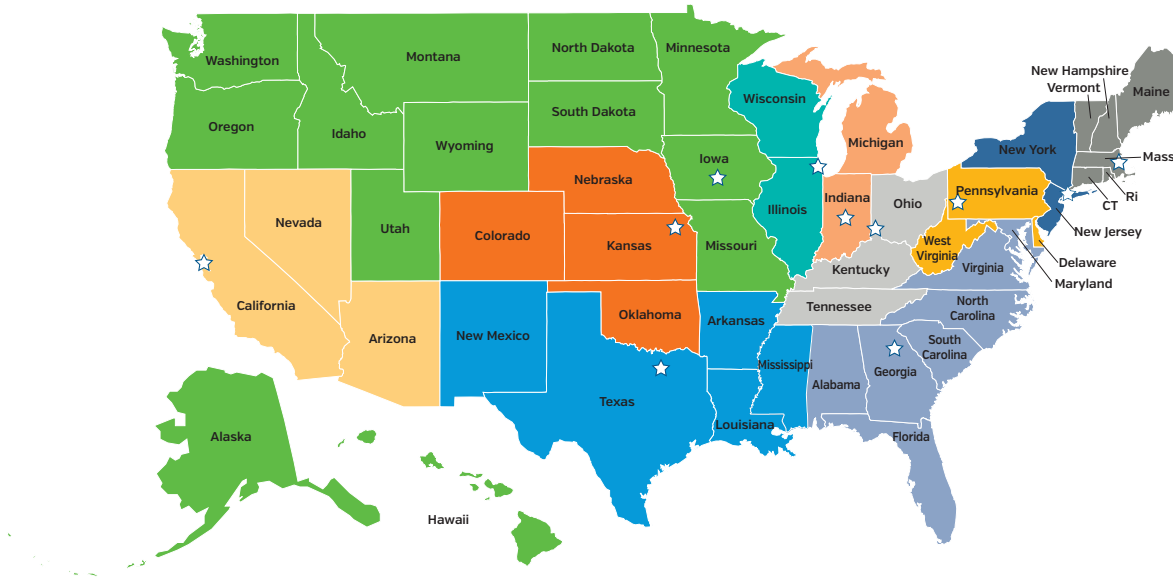 Washington
Montana
North Dakota
Minnesota
Oregon
Idaho
Wyoming
South Dakota
Wisconsin
Michigan
New Hampshire
Vermont
Maine
New York
Mass
Ri
CT
Nevada
Utah
Colorado
Nebraska
Kansas
Iowa
Missouri
Illinois
Indiana
Ohio
Pennsylvania
New Jersey
Delaware
Maryland
West
Virginia
Virginia
Kentucky
Tennessee
North
Carolina
South
Carolina
California
Arizona
New Mexico
Oklahoma
Arkansas
Texas
Louisiana
Mississippi
Alabama
Georgia
Florida
Alaska
Hawaii